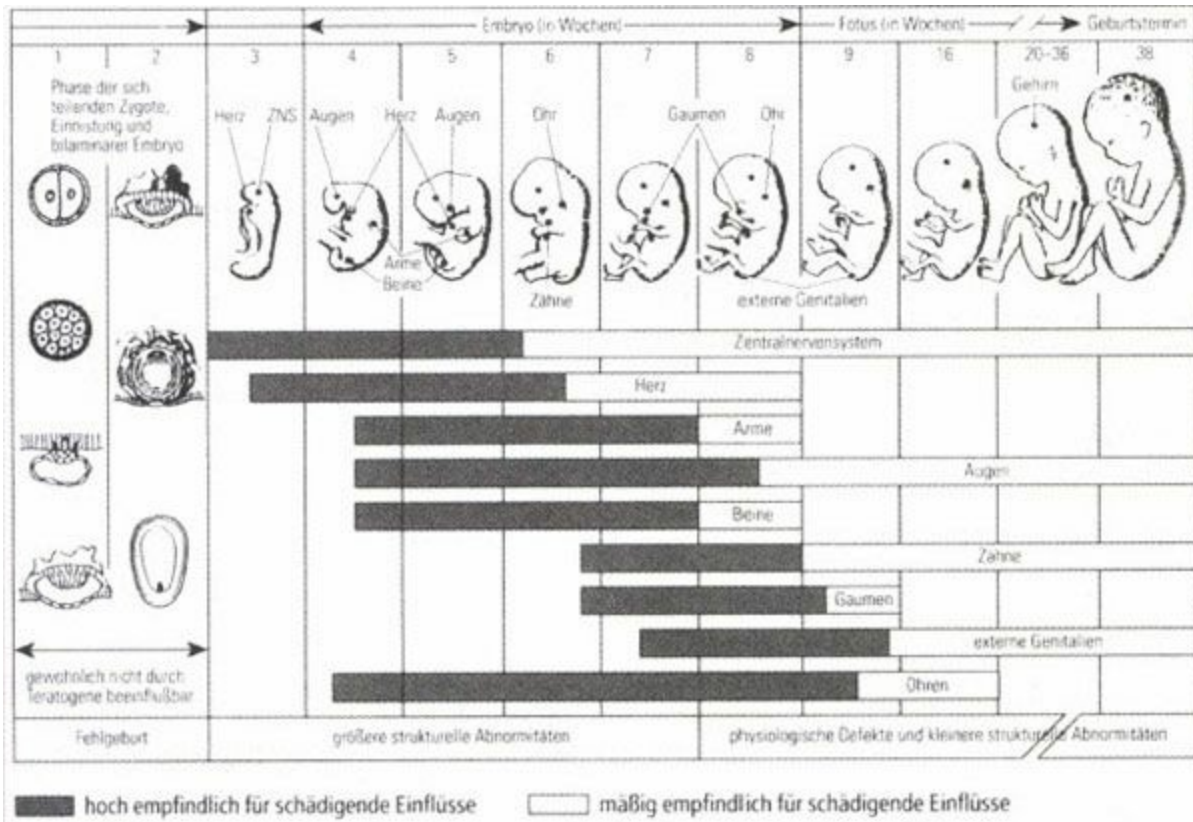 Embryo (in Wochen)
Fötus (in Wochen)
Geburtstermin
1
2
3
4
5
6
7
8
9
16
20-36
38
Phase der sich
teilenden Zygote,
Einnistung und
bilaminarer Embryo
Herz
ZNS
Augen
Herz
Augen
Ohr
Gaumen
Ohr
Gehirn
Arme
Beine
Zähne
externe Genitalien
Zentralnervensystem
Herz
Arme
Augen
Beine
Zähne
Gaumen
externe Genitalien
Ohren
gewöhnlich nicht durch
Teratogene beeinflußbar
Fehlgeburt
größere strukturelle Abnormitäten
physiologische Defekte und kleinere strukturelle Abnormitäten
hoch empfindlich für schädigende Einflüsse
mäßig empfindlich für schädigende Einflüsse